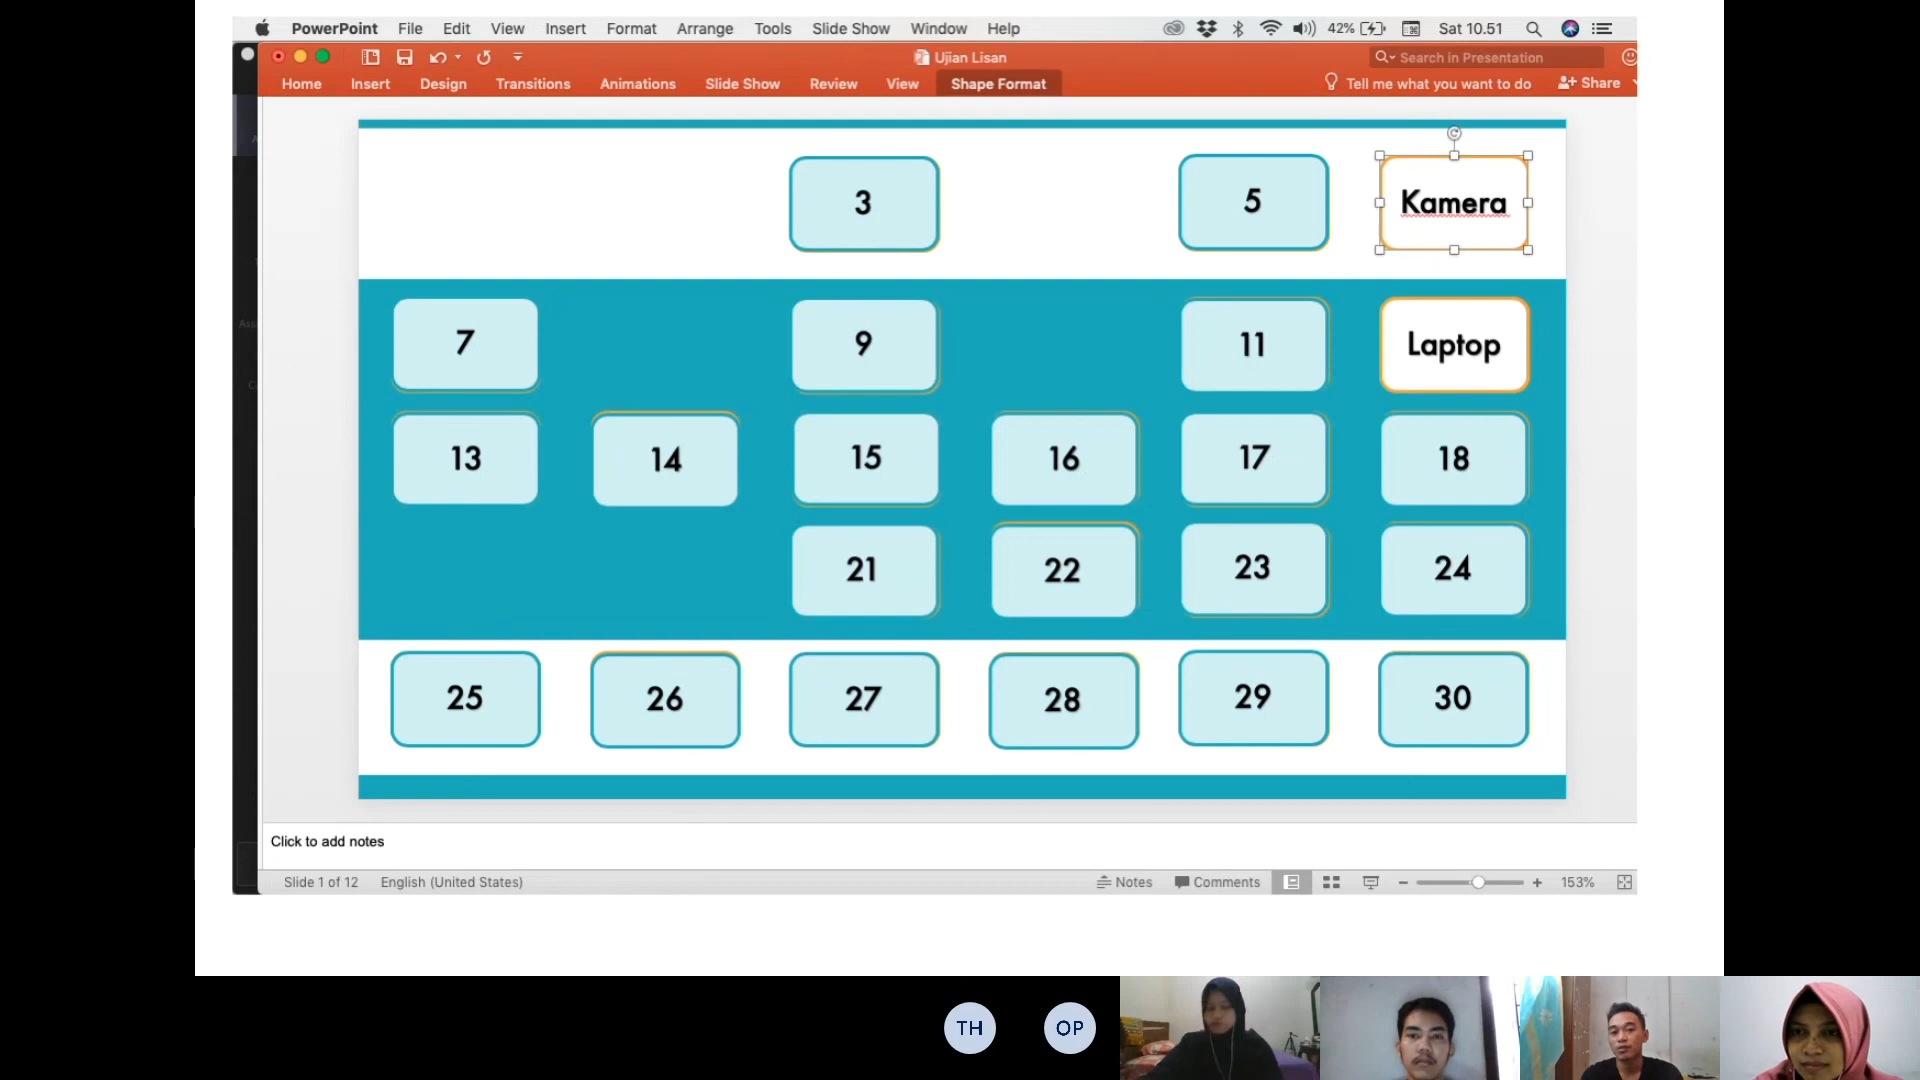 PowerPoint File Edit View Insert Format Arrange Tools Slide Show Window Help 42% Sat 10.51
Ujian Lisan
Search in Presentation
Home Insert Design Transitions Animations Slide Show Review View Shape Format Tell me what you want to do Share
3 5 Kamera
7 9 11 Laptop
13 14 15 16 17 18
21 22 23 24
25 26 27 28 29 30
Click to add notes
Slide 1 of 12 English (United States) Notes Comments 153%
TH OP